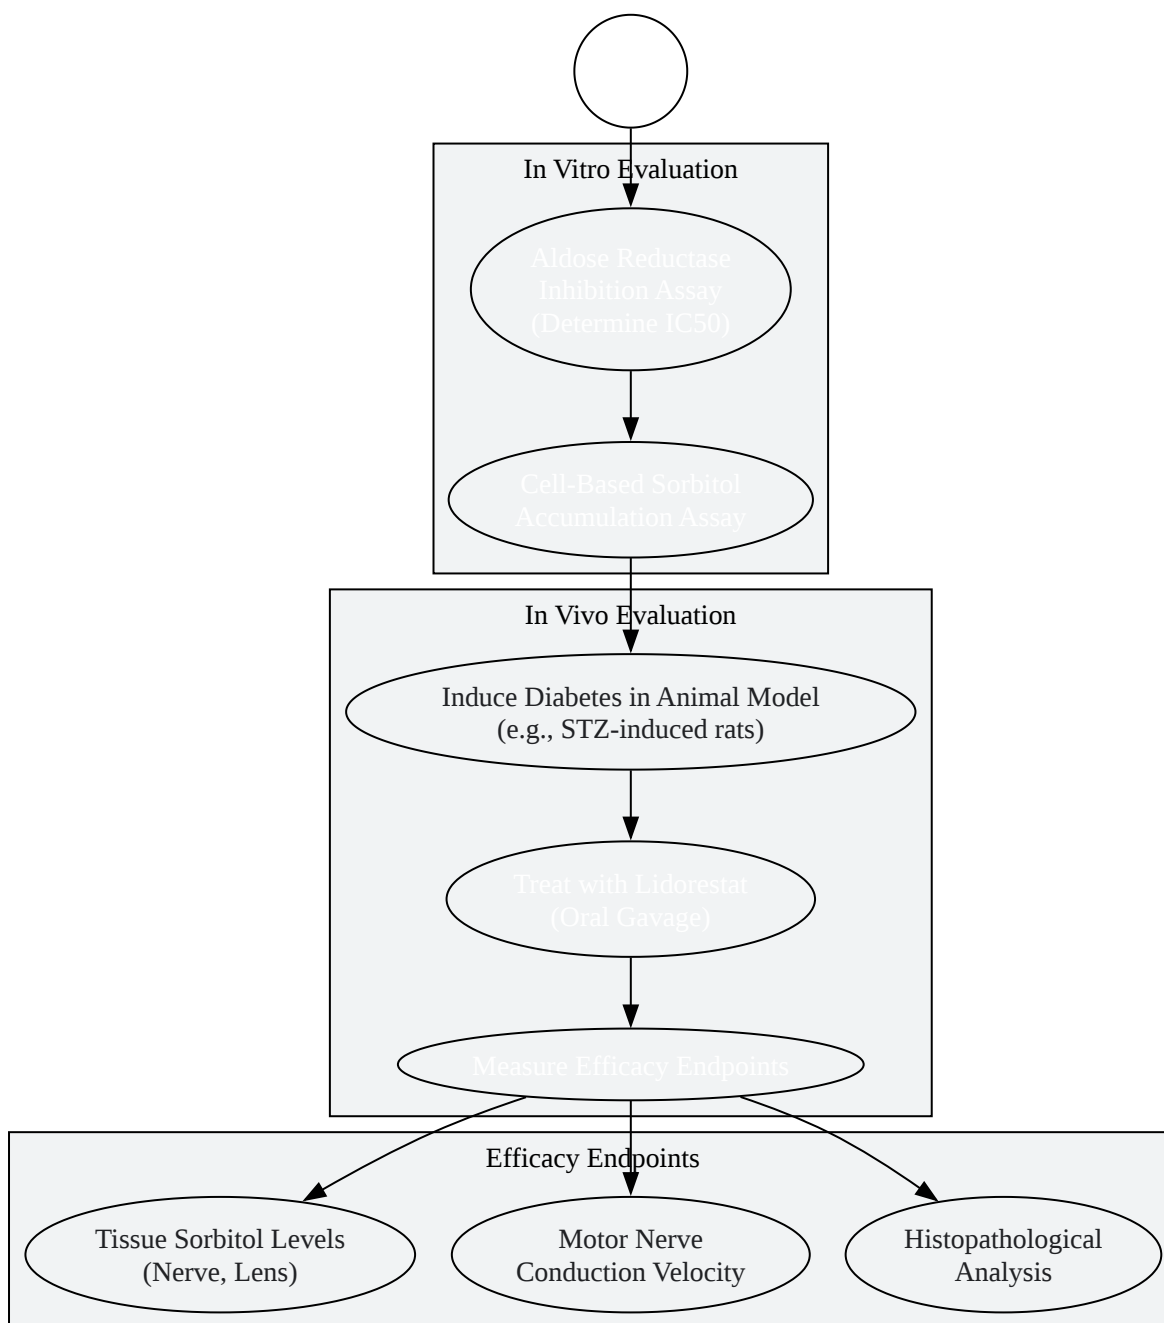 In Vitro Evaluation
Aldose Reductase
Inhibition Assay
(Determine IC50)
Cell-Based Sorbitol
Accumulation Assay
In Vivo Evaluation
Induce Diabetes in Animal Model
(e.g., STZ-induced rats)
Treat with Lidorestat
(Oral Gavage)
Measure Efficacy Endpoints
Efficacy Endpoints
Tissue Sorbitol Levels
(Nerve, Lens)
Motor Nerve
Conduction Velocity
Histopathological
Analysis